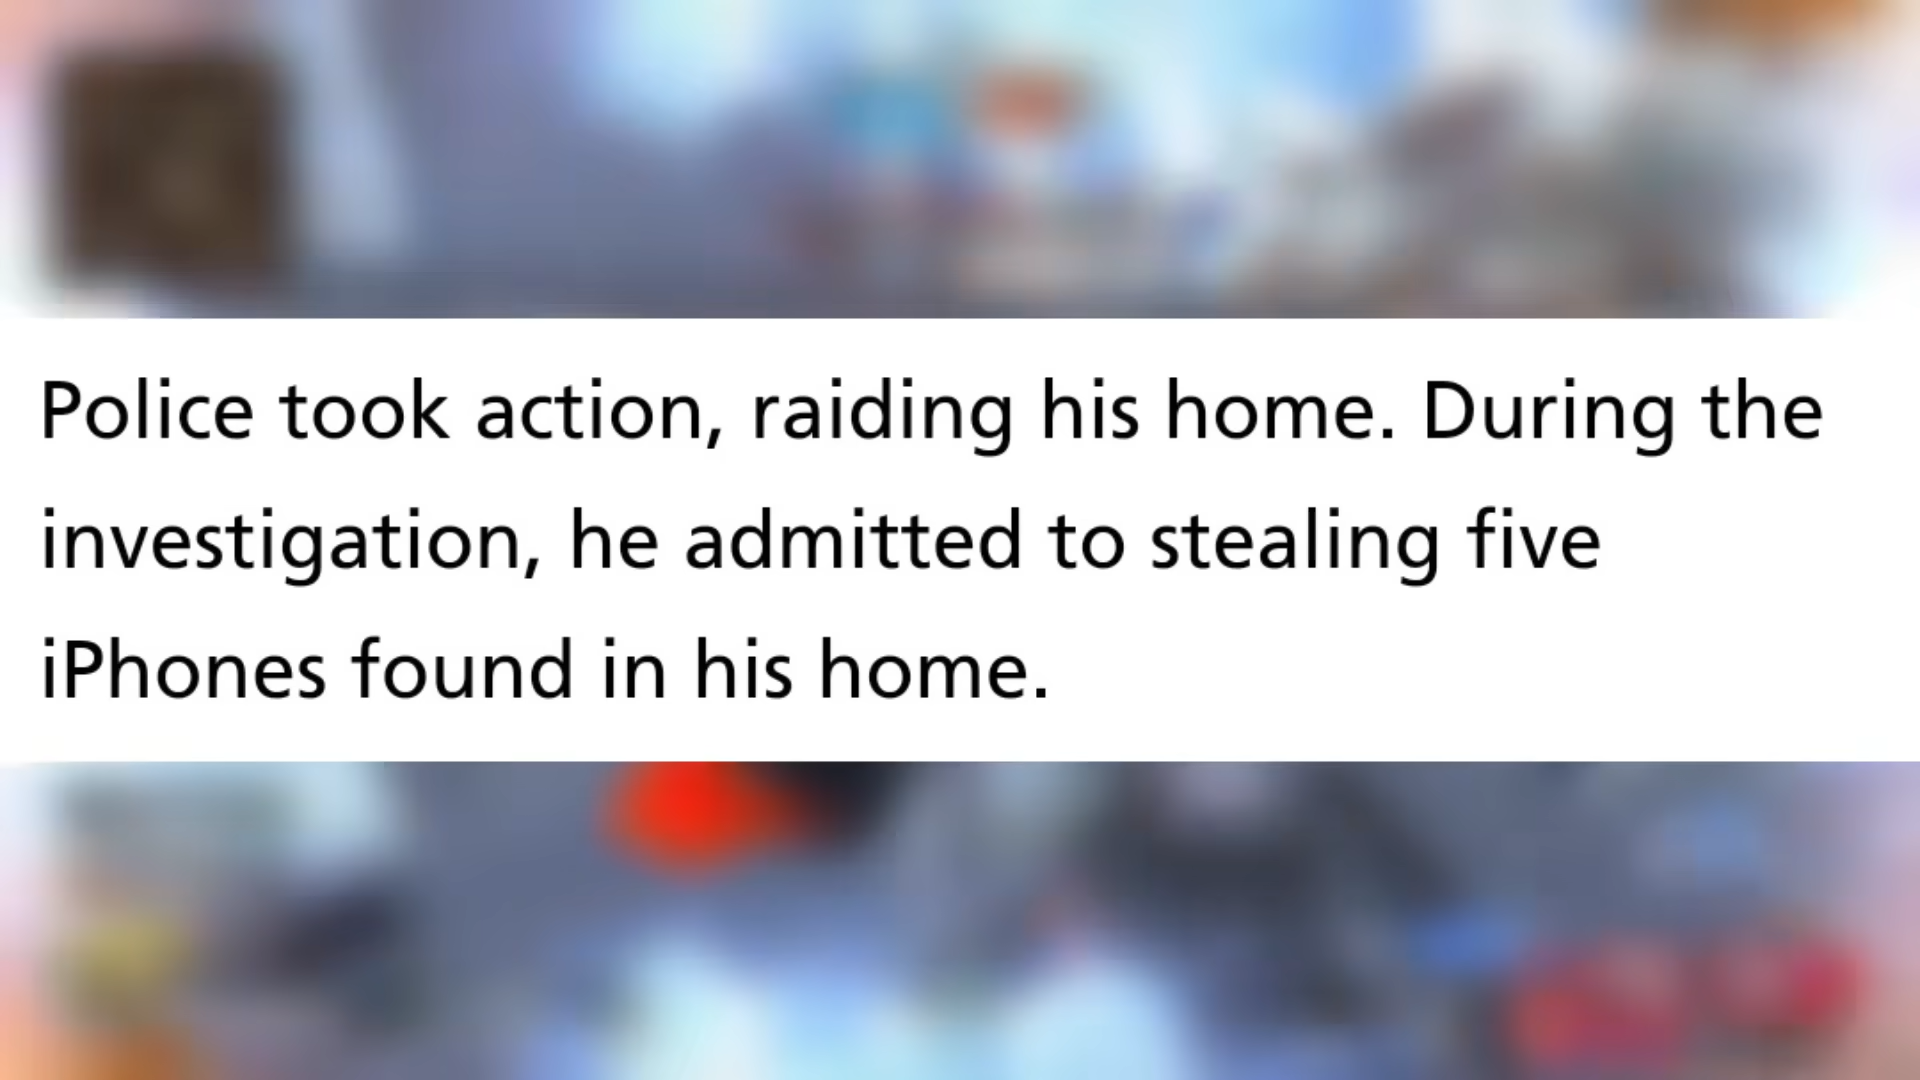 Police took action, raiding his home. During the
investigation, he admitted to stealing five
iPhones found in his home.